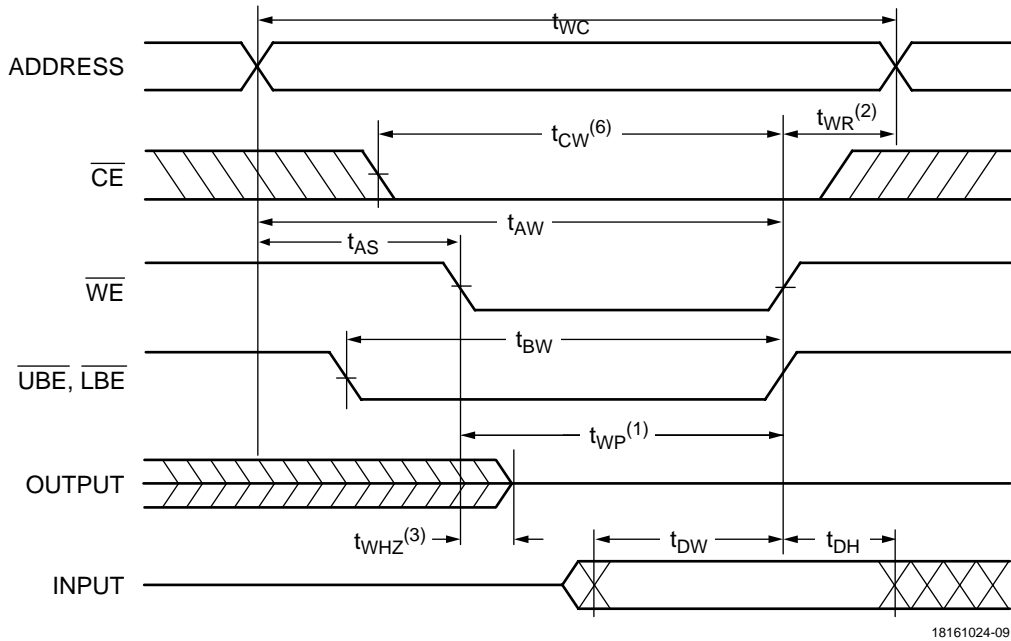 tWC
ADDRESS
tCW(6)
tWR(2)
CE
tAW
tAS
WE
tBW
UBE, LBE
tWP(1)
OUTPUT
tWHZ(3)
tDW
tDH
INPUT
18161024-09